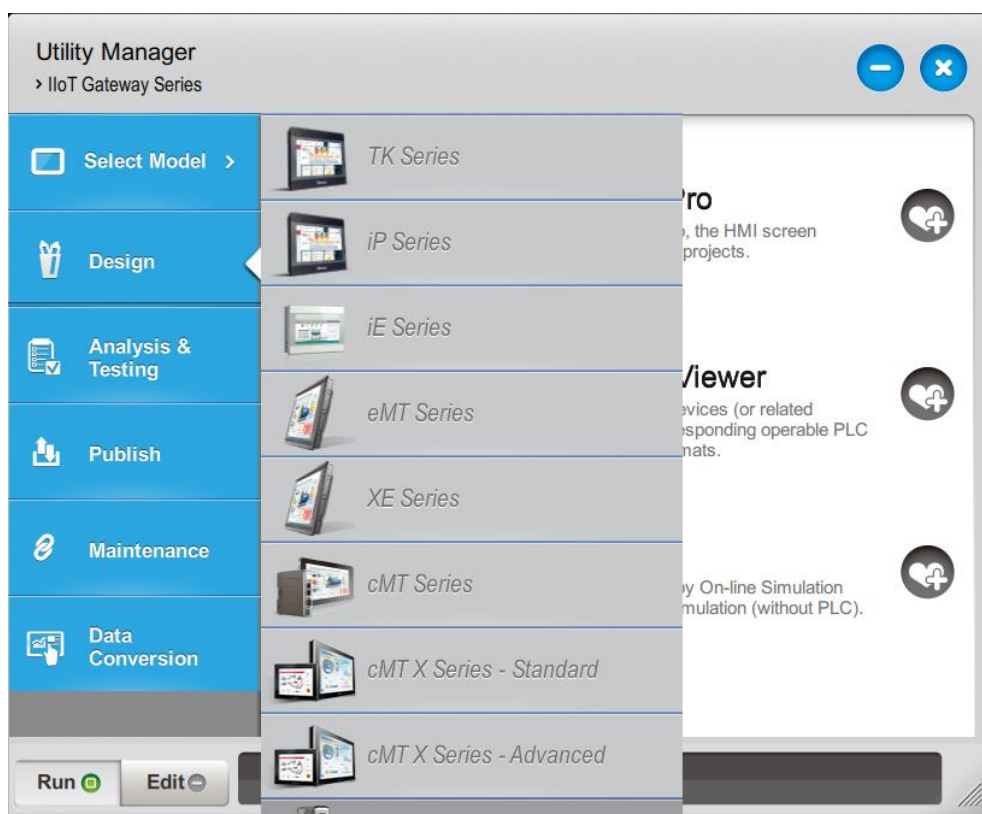 Utility Manager
> IIoT Gateway Series
Select Model >
Design
Analysis &
Testing
Publish
Maintenance
Data
Conversion
TK Series
iP Series
iE Series
eMT Series
XE Series
cMT Series
cMT X Series - Standard
cMT X Series - Advanced
ro
, the HMI screen
projects.
Viewer
evices (or related
esponding operable PLC
mats.
by On-line Simulation
mulation (without PLC).
Run
Edit